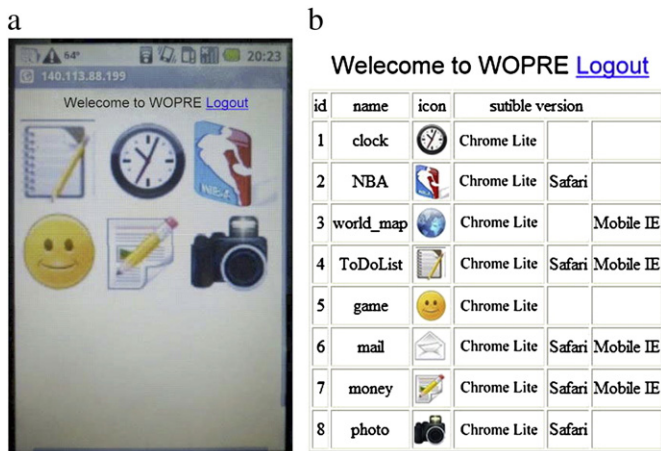 a
b
64°
20:23
140.113.88.199
Welecome to WOPRE Logout
NBA
Welecome to WOPRE Logout
id name icon sutible version
1 clock Chrome Lite
2 NBA Chrome Lite Safari
3 world_map Chrome Lite Mobile IE
4 ToDoList Chrome Lite Safari Mobile IE
5 game Chrome Lite
6 mail Chrome Lite Safari Mobile IE
7 money Chrome Lite Safari Mobile IE
8 photo Chrome Lite Safari